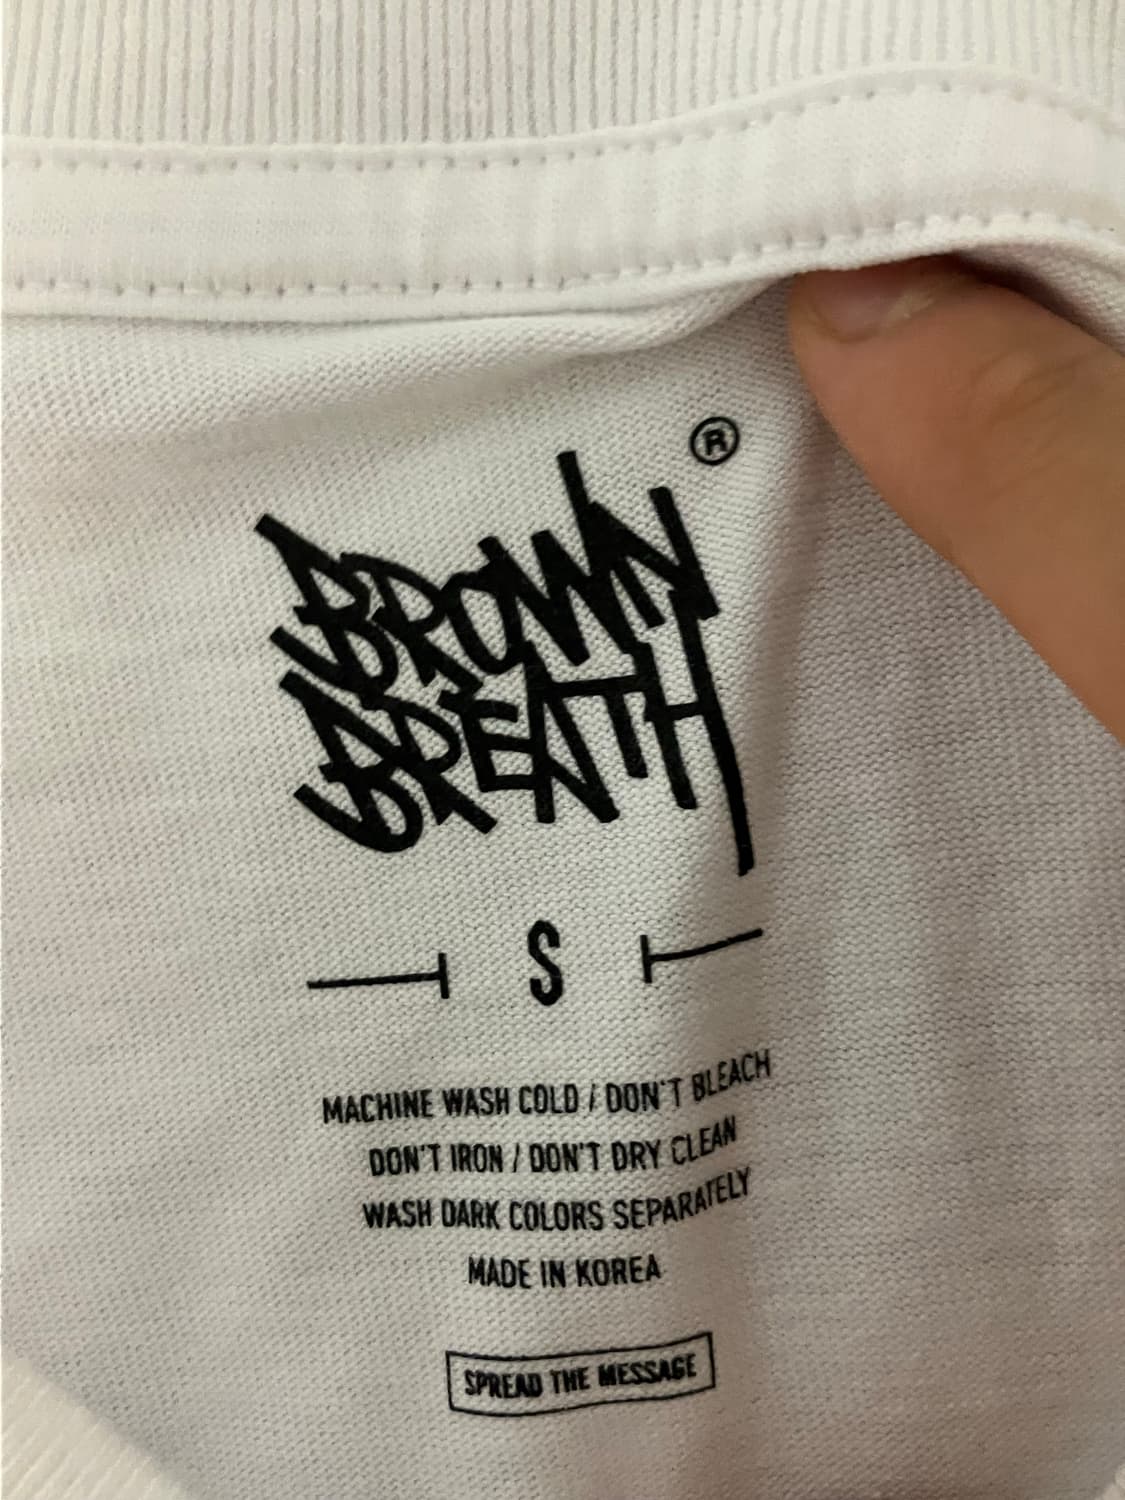 BROWN ®
BREATH
S
MACHINE WASH COLD / DON'T BLEACH
DON'T IRON / DON'T DRY CLEAN
WASH DARK COLORS SEPARATELY
MADE IN KOREA
SPREAD THE MESSAGE